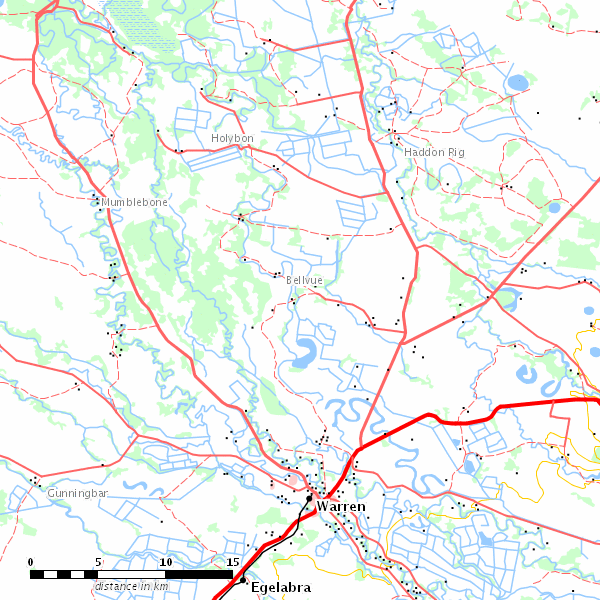 Holybon
Haddon Rig
Mumblebone
Bellvue
Gunningbar
Warren
0 5 10 15
distance in km
Egelabra